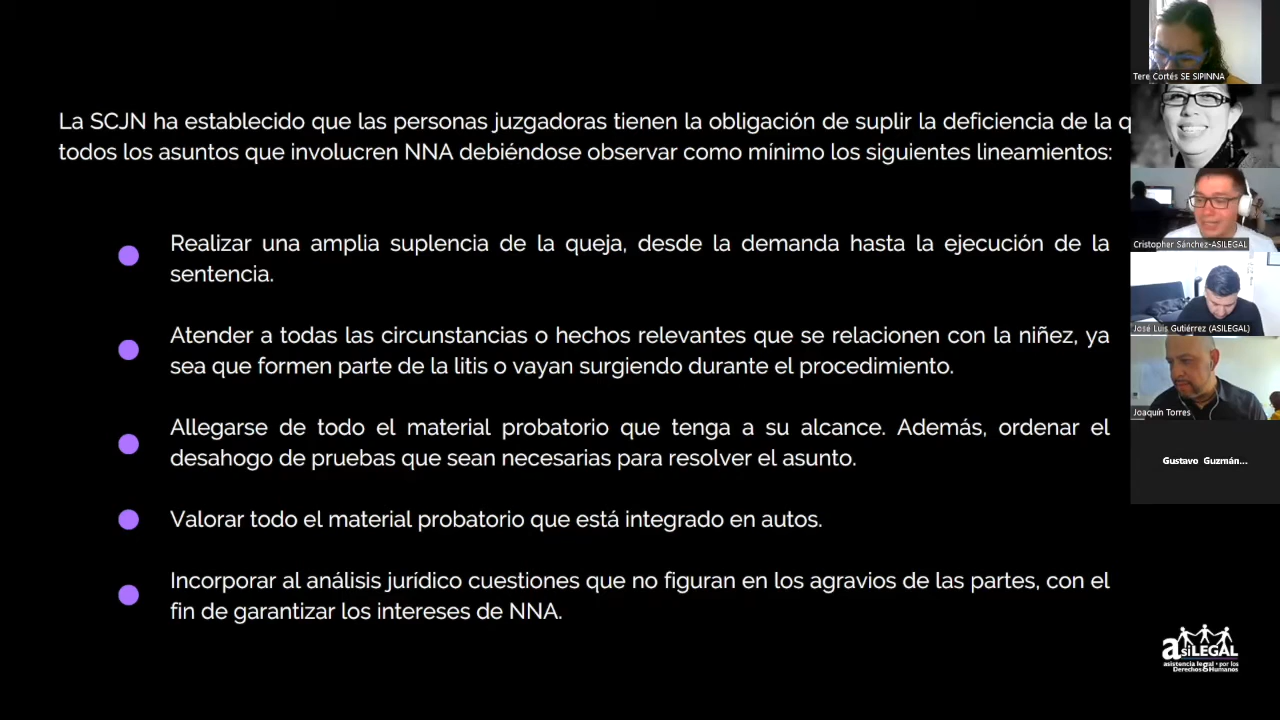 La SCJN ha establecido que las personas juzgadoras tienen la obligación de suplir la deficiencia de la q
todos los asuntos que involucren NNA debiéndose observar como mínimo los siguientes lineamientos:
Realizar una amplia suplencia de la queja, desde la demanda hasta la ejecución de la
sentencia.
Atender a todas las circunstancias o hechos relevantes que se relacionen con la niñez, ya
sea que formen parte de la litis o vayan surgiendo durante el procedimiento.
Allegarse de todo el material probatorio que tenga a su alcance. Además, ordenar el
desahogo de pruebas que sean necesarias para resolver el asunto.
Valorar todo el material probatorio que está integrado en autos.
Incorporar al análisis jurídico cuestiones que no figuran en los agravios de las partes, con el
fin de garantizar los intereses de NNA.
Tere Cortés SE SIPINNA
Cristopher Sánchez-ASILEGAL
José Luis Gutiérrez (ASILEGAL)
Joaquín Torres
Gustavo Guzmán...
asiLEGAL
asistencia legal • por los
Derechos Humanos